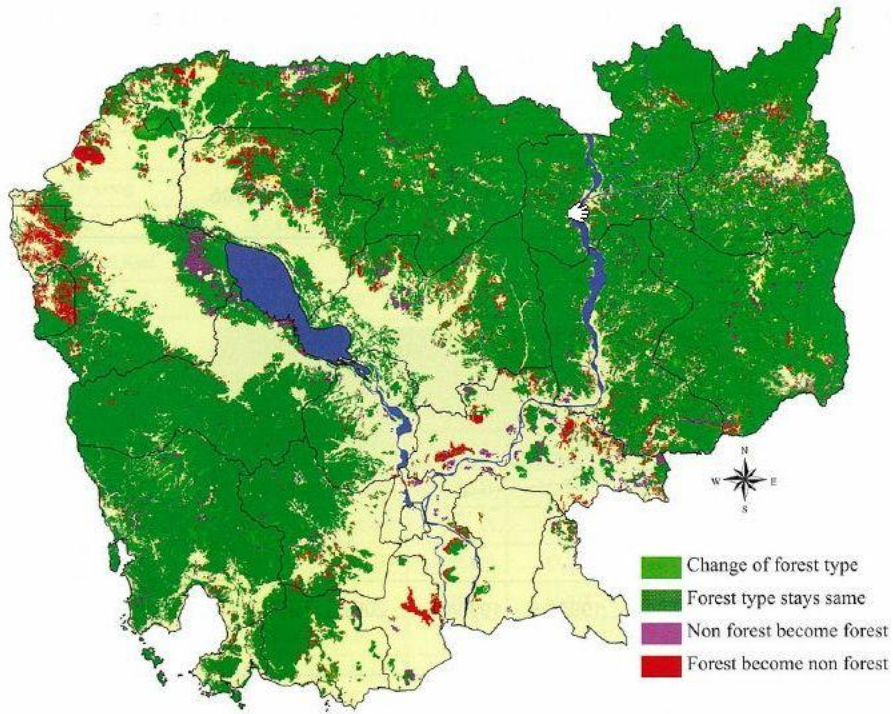 N
W E
S
Change of forest type
Forest type stays same
Non forest become forest
Forest become non forest